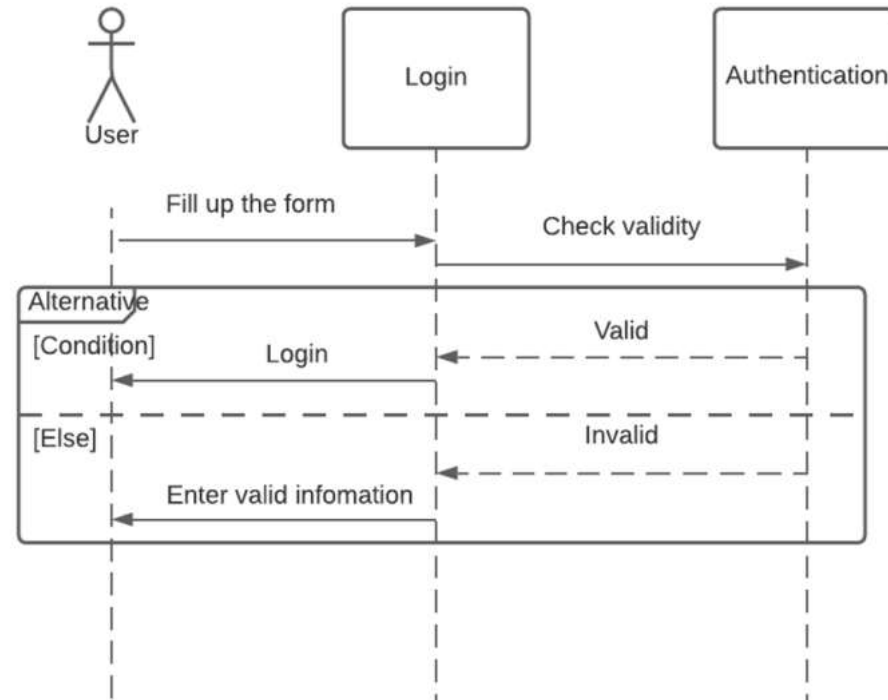 User
Login
Authentication
Fill up the form
Check validity
Alternative
[Condition]
Valid
Login
[Else]
Invalid
Enter valid infomation